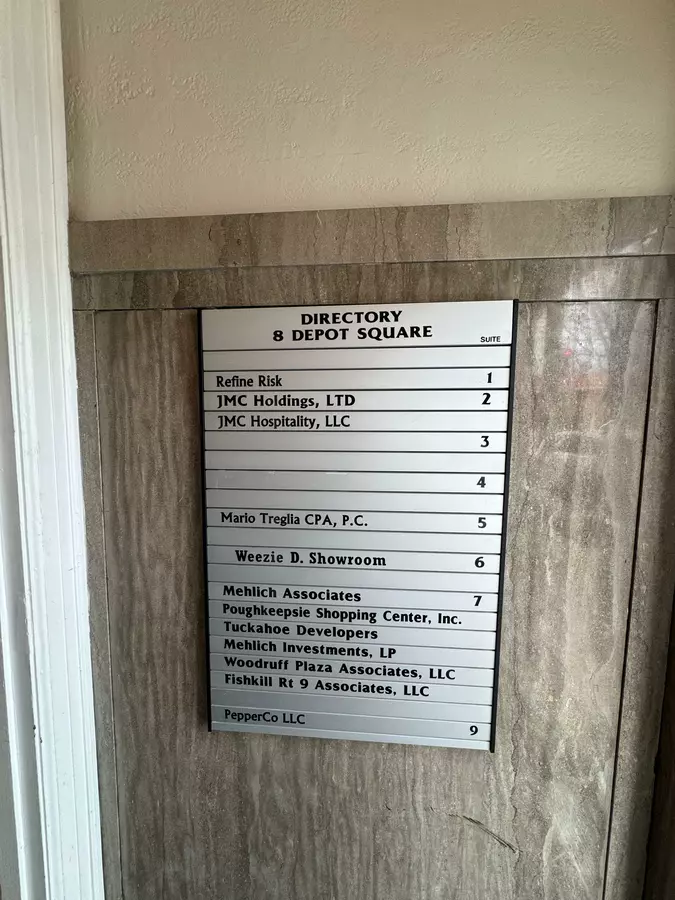 DIRECTORY
8 DEPOT SQUARE
SUITE
Refine Risk 1
JMC Holdings, LTD 2
JMC Hospitality, LLC
3
4
Mario Treglia CPA, P.C. 5
Weezie D. Showroom 6
Mehlich Associates 7
Poughkeepsie Shopping Center, Inc.
Tuckahoe Developers
Mehlich Investments, LP
Woodruff Plaza Associates, LLC
Fishkill Rt 9 Associates, LLC
PepperCo LLC 9